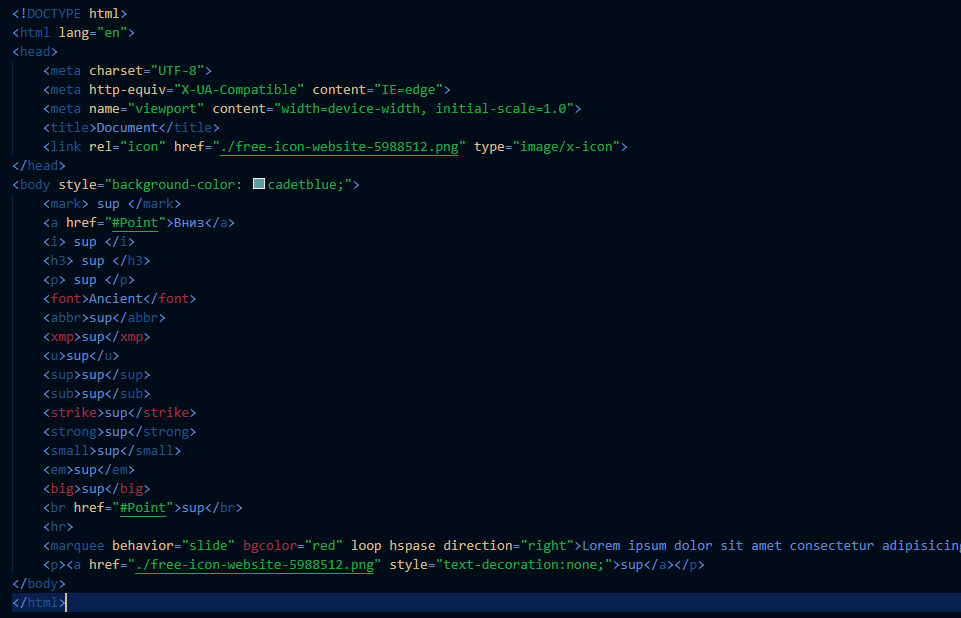 <!DOCTYPE html>
<html lang="en">
<head>
    <meta charset="UTF-8">
    <meta http-equiv="X-UA-Compatible" content="IE=edge">
    <meta name="viewport" content="width=device-width, initial-scale=1.0">
    <title>Document</title>
    <link rel="icon" href="./free-icon-website-5988512.png" type="image/x-icon">
</head>
<body style="background-color: cadetblue;">
    <mark> sup </mark>
    <a href="#Point">Вниз</a>
    <i> sup </i>
    <h3> sup </h3>
    <p> sup </p>
    <font>Ancient</font>
    <abbr>sup</abbr>
    <xmp>sup</xmp>
    <u>sup</u>
    <sup>sup</sup>
    <sub>sup</sub>
    <strike>sup</strike>
    <strong>sup</strong>
    <small>sup</small>
    <em>sup</em>
    <big>sup</big>
    <br href="#Point">sup</br>
    <hr>
    <marquee behavior="slide" bgcolor="red" loop hspase direction="right">Lorem ipsum dolor sit amet consectetur adipisicing
    <p><a href="./free-icon-website-5988512.png" style="text-decoration:none;">sup</a></p>
</body>
</html>